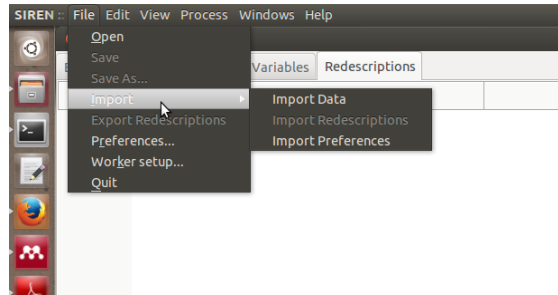 SIREN :: File Edit View Process Windows Help
Open
Save
Variables Redescriptions
Save As...
Import Import Data
Export Redescriptions Import Redescriptions
Preferences... Import Preferences
Worker setup...
Quit